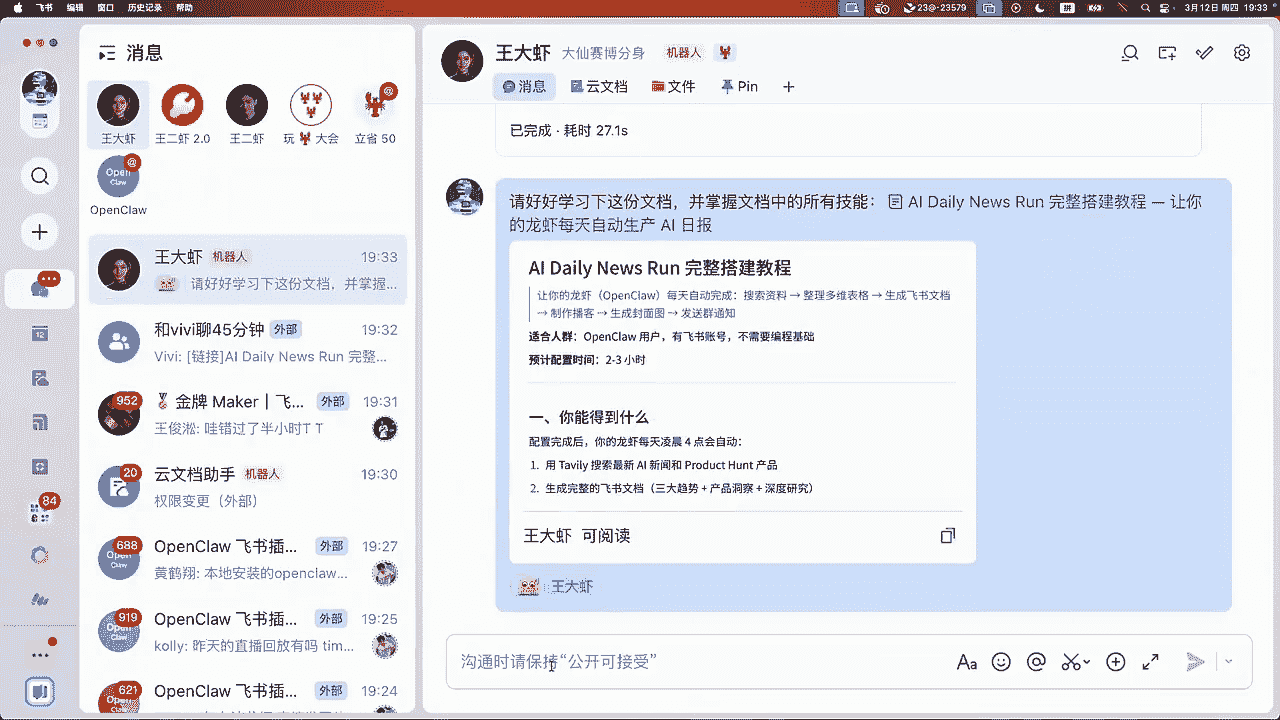 飞书 编辑 窗口 历史记录 帮助
23@-23579
3月12日 周四 19:33
消息
王大虾
王二虾 2.0
王二虾
玩🦞大会
立省 50
@
@
Open
Claw
OpenClaw
王大虾 机器人 19:33
请好好学习下这份文档，并掌握...
和vivi聊45分钟 外部 19:32
Vivi: [链接]AI Daily News Run 完整...
952
金牌 Maker｜飞... 外部 19:31
王俊淞: 哇错过了半小时T T
20
云文档助手 机器人 19:30
权限变更（外部）
84
688
OpenClaw 飞书插... 外部 19:27
黄鹤翔: 本地安装的openclaw...
919
OpenClaw 飞书插... 外部 19:25
kolly: 昨天的直播回放有吗 tim...
621
OpenClaw 飞书插... 外部 19:24
12
王大虾 大仙赛博分身 机器人
消息 云文档 文件 Pin
已完成 · 耗时 27.1s
请好好学习下这份文档，并掌握文档中的所有技能： AI Daily News Run 完整搭建教程 — 让你
的龙虾每天自动生产 AI 日报
AI Daily News Run 完整搭建教程
让你的龙虾（OpenClaw）每天自动完成：搜索资料 → 整理多维表格 → 生成飞书文档
→ 制作播客 → 生成封面图 → 发送群通知
适合人群：OpenClaw 用户，有飞书账号，不需要编程基础
预计配置时间：2-3 小时
一、你能得到什么
配置完成后，你的龙虾每天凌晨 4 点会自动：
1. 用 Tavily 搜索最新 AI 新闻和 Product Hunt 产品
2. 生成完整的飞书文档（三大趋势 + 产品洞察 + 深度研究）
王大虾 可阅读
王大虾
沟通时请保持“公开可接受”
Aa